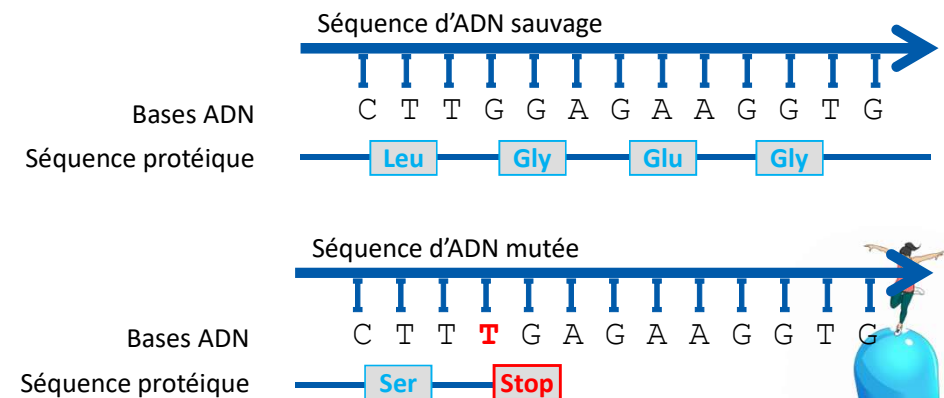 Séquence d'ADN sauvage
Bases ADN C T T G G A G A A G G T G
Séquence protéique Leu Gly Glu Gly
Séquence d'ADN mutée
Bases ADN C T T T G A G A A G G T G
Séquence protéique Ser Stop